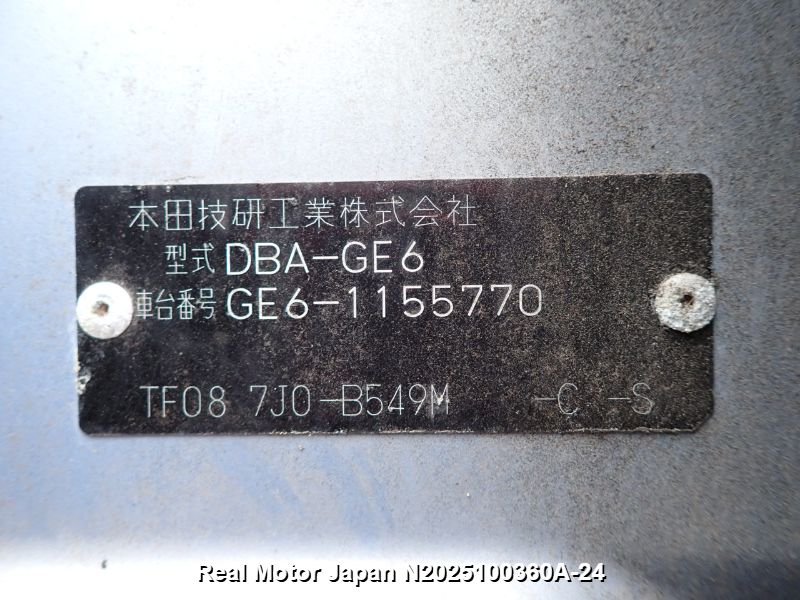 本田技研工業株式会社
型式 DBA-GE6
車台番号 GE6-1155770
TF08 7J0-B549M -C -S
Real Motor Japan N2025100360A-24